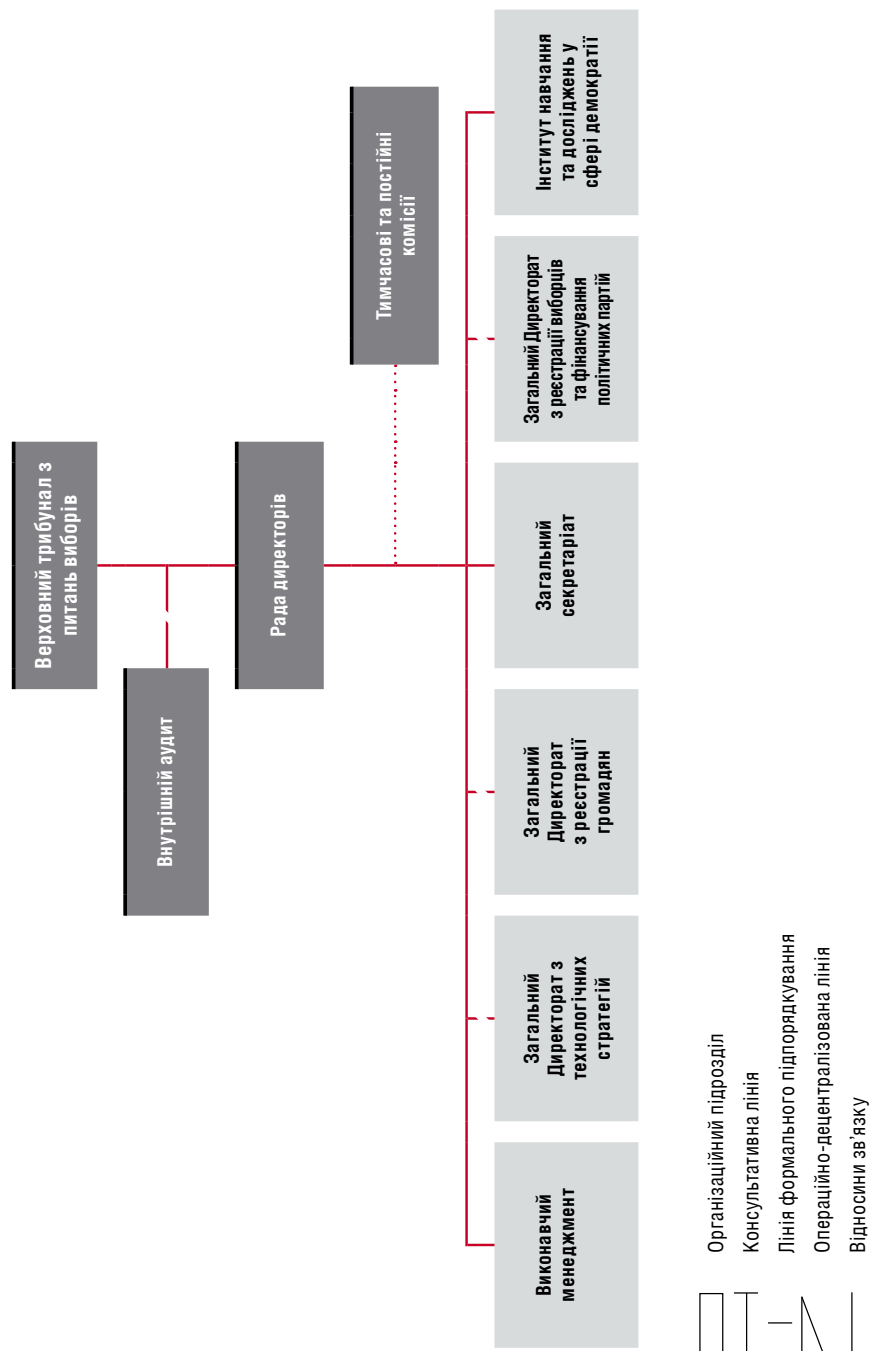 Верховний трибунал з
питань виборів
Внутрішній аудит
Рада директорів
Тимчасові та постійні
комісії
Виконавчий
менеджмент
Загальний
Директорат з
технологічних
стратегій
Загальний
Директорат
з реєстрації
громадян
Загальний
секретаріат
Загальний Директорат
з реєстрації виборців
та фінансування
політичних партій
Інститут навчання
та досліджень у
сфері демократії
Організаційний підрозділ
Консультативна лінія
Лінія формального підпорядкування
Операційно-децентралізована лінія
Відносини зв’язку